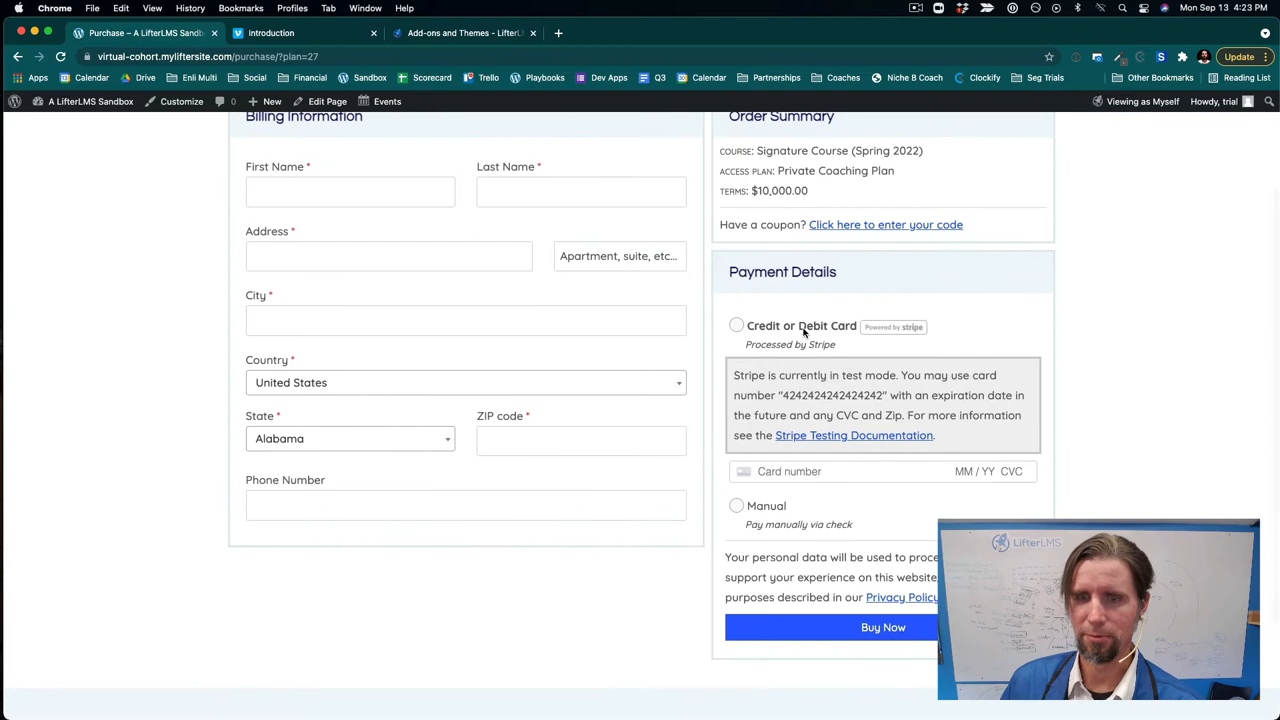 Chrome File Edit View History Bookmarks Profiles Tab Window Help Mon Sep 13 4:23 PM
Purchase – A LifterLMS Sandb Introduction Add-ons and Themes - LifterL
virtual-cohort.myliftersite.com/purchase/?plan=27 Update
Apps Calendar Drive Enli Multi Social Financial Sandbox Scorecard Trello Playbooks Dev Apps Q3 Calendar Partnerships Coaches Niche B Coach Clockify Seg Trials Other Bookmarks Reading List
A LifterLMS Sandbox Customize 0 New Edit Page Events Viewing as Myself Howdy, trial
Billing Information
First Name * Last Name *
Address *
Apartment, suite, etc...
City *
Country *
United States
State * ZIP code *
Alabama
Phone Number
Order Summary
COURSE: Signature Course (Spring 2022)
ACCESS PLAN: Private Coaching Plan
TERMS: $10,000.00
Have a coupon? Click here to enter your code
Payment Details
Credit or Debit Card Powered by stripe
Processed by Stripe
Stripe is currently in test mode. You may use card
number "4242424242424242" with an expiration date in
the future and any CVC and Zip. For more information
see the Stripe Testing Documentation.
Card number MM / YY CVC
Manual
Pay manually via check
Your personal data will be used to proce
support your experience on this website
purposes described in our Privacy Policy
Buy Now
LifterLMS